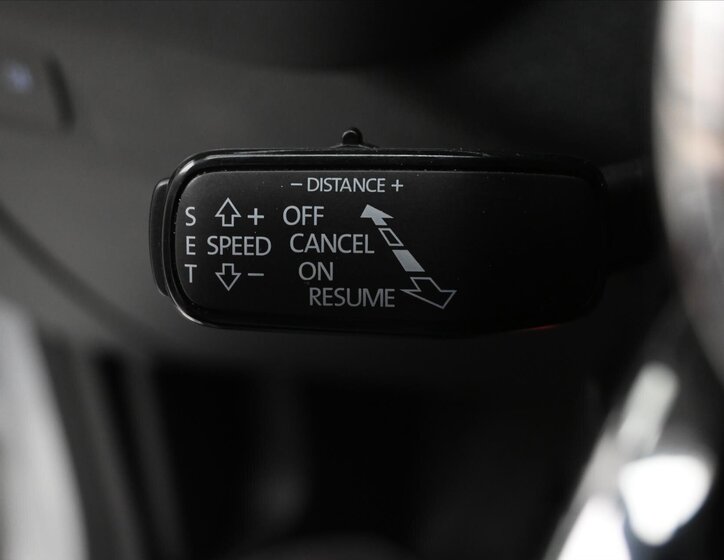 − DISTANCE +
S + OFF
E SPEED CANCEL
T − ON
RESUME